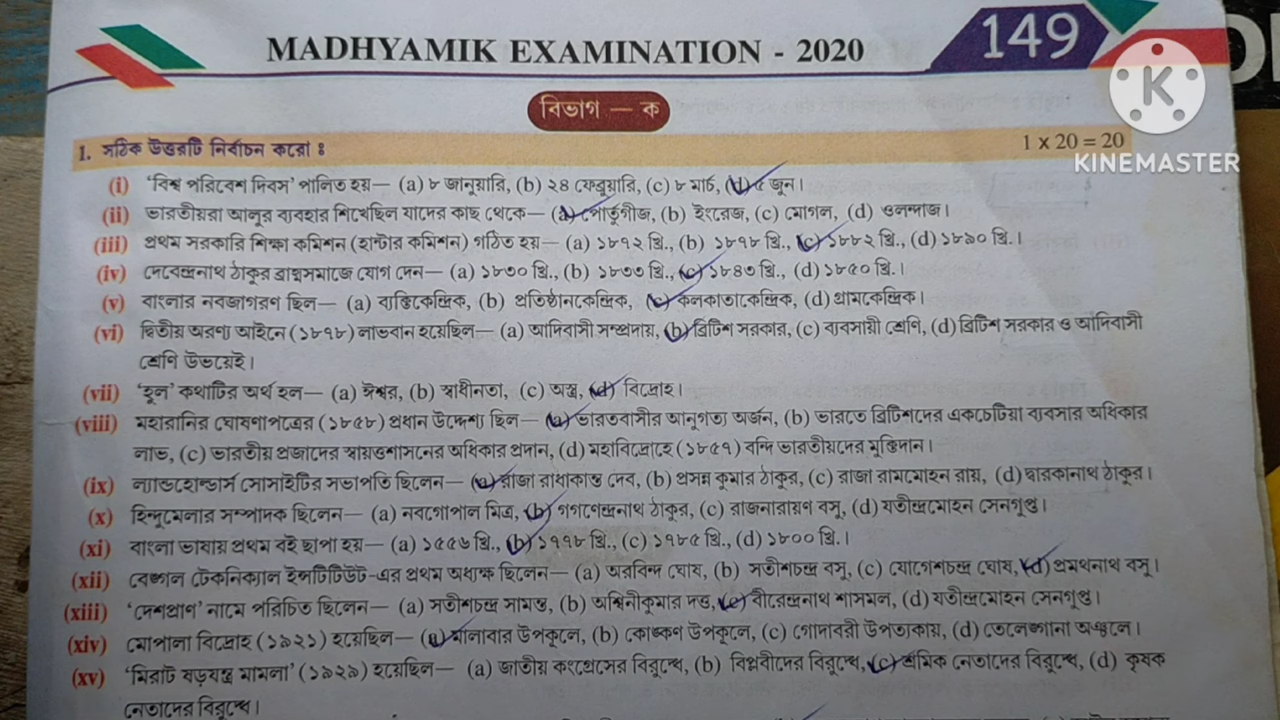 MADHYAMIK EXAMINATION - 2020
149
KINEMASTER
বিভাগ — ক
1. সঠিক উত্তরটি নির্বাচন করো ঃ 1 x 20 = 20
(i) ‘বিশ্ব পরিবেশ দিবস’ পালিত হয়— (a) ৮ জানুয়ারি, (b) ২৪ ফেব্রুয়ারি, (c) ৮ মার্চ, (d) ৫ জুন।
(ii) ভারতীয়রা আলুর ব্যবহার শিখেছিল যাদের কাছ থেকে— (a) পোর্তুগীজ, (b) ইংরেজ, (c) মোগল, (d) ওলন্দাজ।
(iii) প্রথম সরকারি শিক্ষা কমিশন (হান্টার কমিশন) গঠিত হয়— (a) ১৮৭২ খ্রি., (b) ১৮৭৮ খ্রি., (c) ১৮৮২ খ্রি., (d) ১৮৯০ খ্রি.।
(iv) দেবেন্দ্রনাথ ঠাকুর ব্রাহ্মসমাজে যোগ দেন— (a) ১৮৩০ খ্রি., (b) ১৮৩৩ খ্রি., (c) ১৮৪৩ খ্রি., (d) ১৮৫০ খ্রি.।
(v) বাংলার নবজাগরণ ছিল— (a) ব্যক্তিকেন্দ্রিক, (b) প্রতিষ্ঠানকেন্দ্রিক, (c) কলকাতাকেন্দ্রিক, (d) গ্রামকেন্দ্রিক।
(vi) দ্বিতীয় অরণ্য আইনে (১৮৭৮) লাভবান হয়েছিল— (a) আদিবাসী সম্প্রদায়, (b) ব্রিটিশ সরকার, (c) ব্যবসায়ী শ্রেণি, (d) ব্রিটিশ সরকার ও আদিবাসী
শ্রেণি উভয়েই।
(vii) ‘হুল’ কথাটির অর্থ হল— (a) ঈশ্বর, (b) স্বাধীনতা, (c) অস্ত্র, (d) বিদ্রোহ।
(viii) মহারানির ঘোষণাপত্রের (১৮৫৮) প্রধান উদ্দেশ্য ছিল— (a) ভারতবাসীর আনুগত্য অর্জন, (b) ভারতে ব্রিটিশদের একচেটিয়া ব্যবসার অধিকার
লাভ, (c) ভারতীয় প্রজাদের স্বায়ত্তশাসনের অধিকার প্রদান, (d) মহাবিদ্রোহে (১৮৫৭) বন্দি ভারতীয়দের মুক্তিদান।
(ix) ল্যান্ডহোল্ডার্স সোসাইটির সভাপতি ছিলেন— (a) রাজা রাধাকান্ত দেব, (b) প্রসন্ন কুমার ঠাকুর, (c) রাজা রামমোহন রায়, (d) দ্বারকানাথ ঠাকুর।
(x) হিন্দুমেলার সম্পাদক ছিলেন— (a) নবগোপাল মিত্র, (b) গগণেন্দ্রনাথ ঠাকুর, (c) রাজনারায়ণ বসু, (d) যতীন্দ্রমোহন সেনগুপ্ত।
(xi) বাংলা ভাষায় প্রথম বই ছাপা হয়— (a) ১৫৫৬ খ্রি., (b) ১৭৭৮ খ্রি., (c) ১৭৮৫ খ্রি., (d) ১৮০০ খ্রি.।
(xii) বেঙ্গল টেকনিক্যাল ইন্সটিটিউট-এর প্রথম অধ্যক্ষ ছিলেন— (a) অরবিন্দ ঘোষ, (b) সতীশচন্দ্র বসু, (c) যোগেশচন্দ্র ঘোষ, (d) প্রমথনাথ বসু।
(xiii) ‘দেশপ্রাণ’ নামে পরিচিত ছিলেন— (a) সতীশচন্দ্র সামন্ত, (b) অশ্বিনীকুমার দত্ত, (c) বীরেন্দ্রনাথ শাসমল, (d) যতীন্দ্রমোহন সেনগুপ্ত।
(xiv) মোপালা বিদ্রোহ (১৯২১) হয়েছিল— (a) মালাবার উপকূলে, (b) কোঙ্কণ উপকূলে, (c) গোদাবরী উপত্যকায়, (d) তেলেঙ্গানা অঞ্চলে।
(xv) ‘মিরাট ষড়যন্ত্র মামলা’ (১৯২৯) হয়েছিল— (a) জাতীয় কংগ্রেসের বিরুদ্ধে, (b) বিপ্লবীদের বিরুদ্ধে, (c) শ্রমিক নেতাদের বিরুদ্ধে, (d) কৃষক
নেতাদের বিরুদ্ধে।